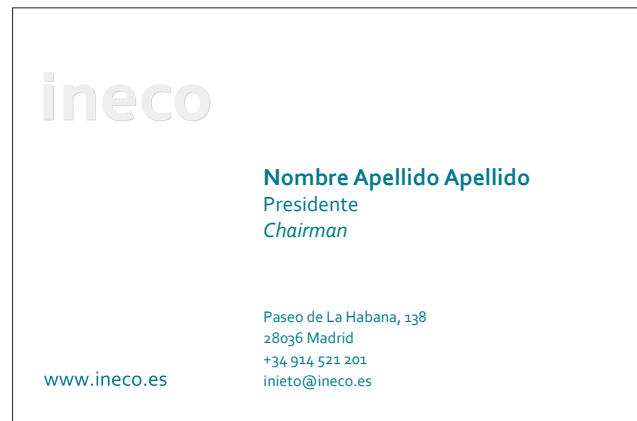 ineco
Nombre Apellido Apellido
Presidente
Chairman
Paseo de La Habana, 138
28036 Madrid
+34 914 521 201
www.ineco.es
inieto@ineco.es